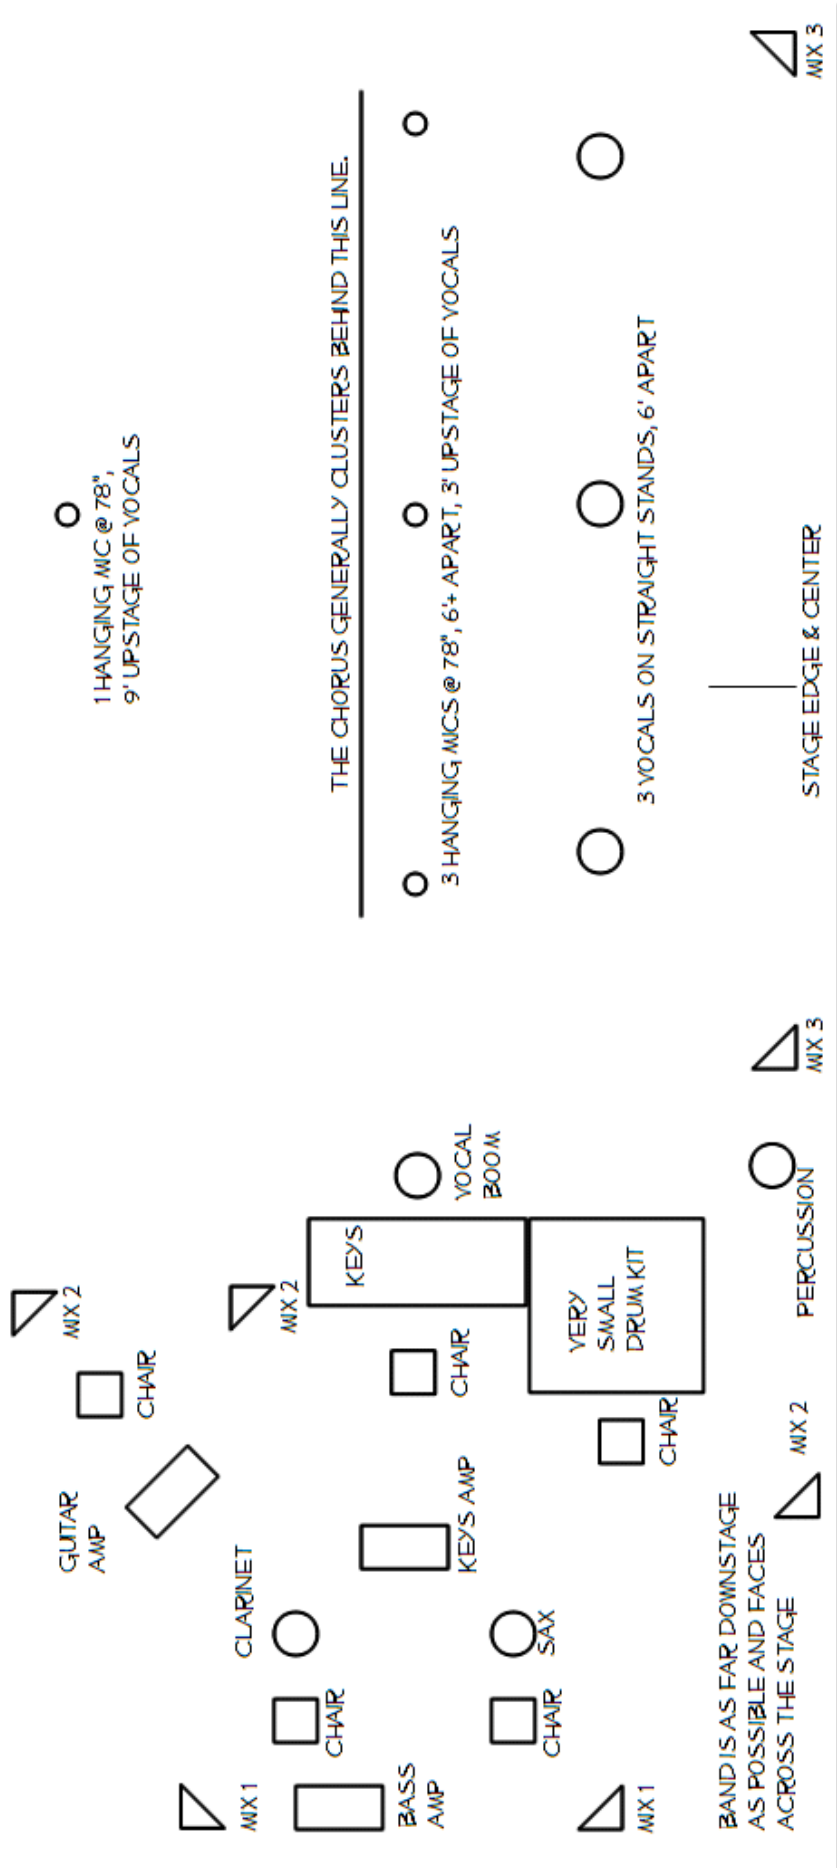 GUITAR
AMP
MIX 2
1 HANGING MIC @ 78",
9' UPSTAGE OF VOCALS
CHAIR
CLARINET
MIX 1
MIX 2
CHAIR
THE CHORUS GENERALLY CLUSTERS BEHIND THIS LINE.
KEYS
BASS
AMP
3 HANGING MICS @ 78", 6'+ APART, 3' UPSTAGE OF VOCALS
KEYS AMP
CHAIR
VOCAL
BOOM
CHAIR
SAX
VERY
SMALL
DRUM KIT
MIX 1
CHAIR
3 VOCALS ON STRAIGHT STANDS, 6' APART
BAND IS AS FAR DOWNSTAGE
AS POSSIBLE AND FACES
ACROSS THE STAGE
MIX 2
PERCUSSION
MIX 3
STAGE EDGE & CENTER
MIX 3